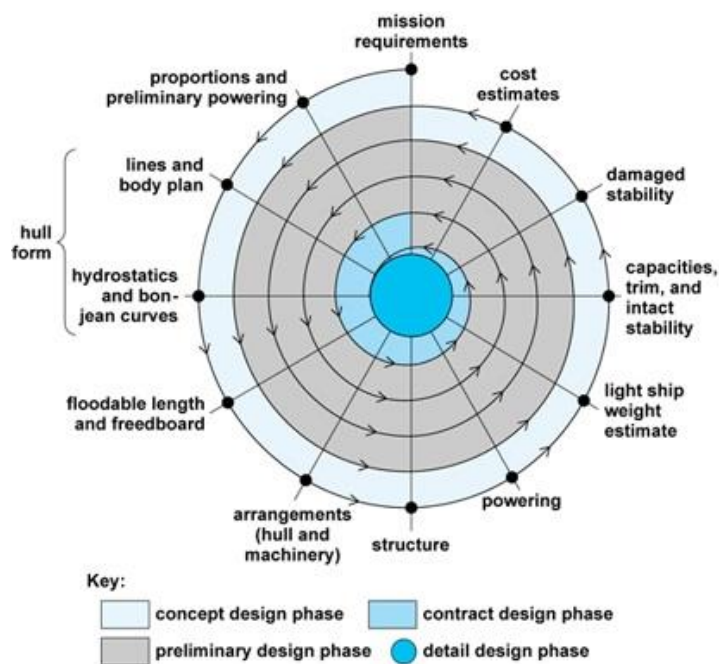 mission
requirements
cost
estimates
damaged
stability
capacities,
trim, and
intact
stability
light ship
weight
estimate
powering
structure
arrangements
(hull and
machinery)
floodable length
and freedboard
hydrostatics
and bon-
jean curves
lines and
body plan
hull
form
proportions and
preliminary powering
Key:
concept design phase
contract design phase
preliminary design phase
detail design phase